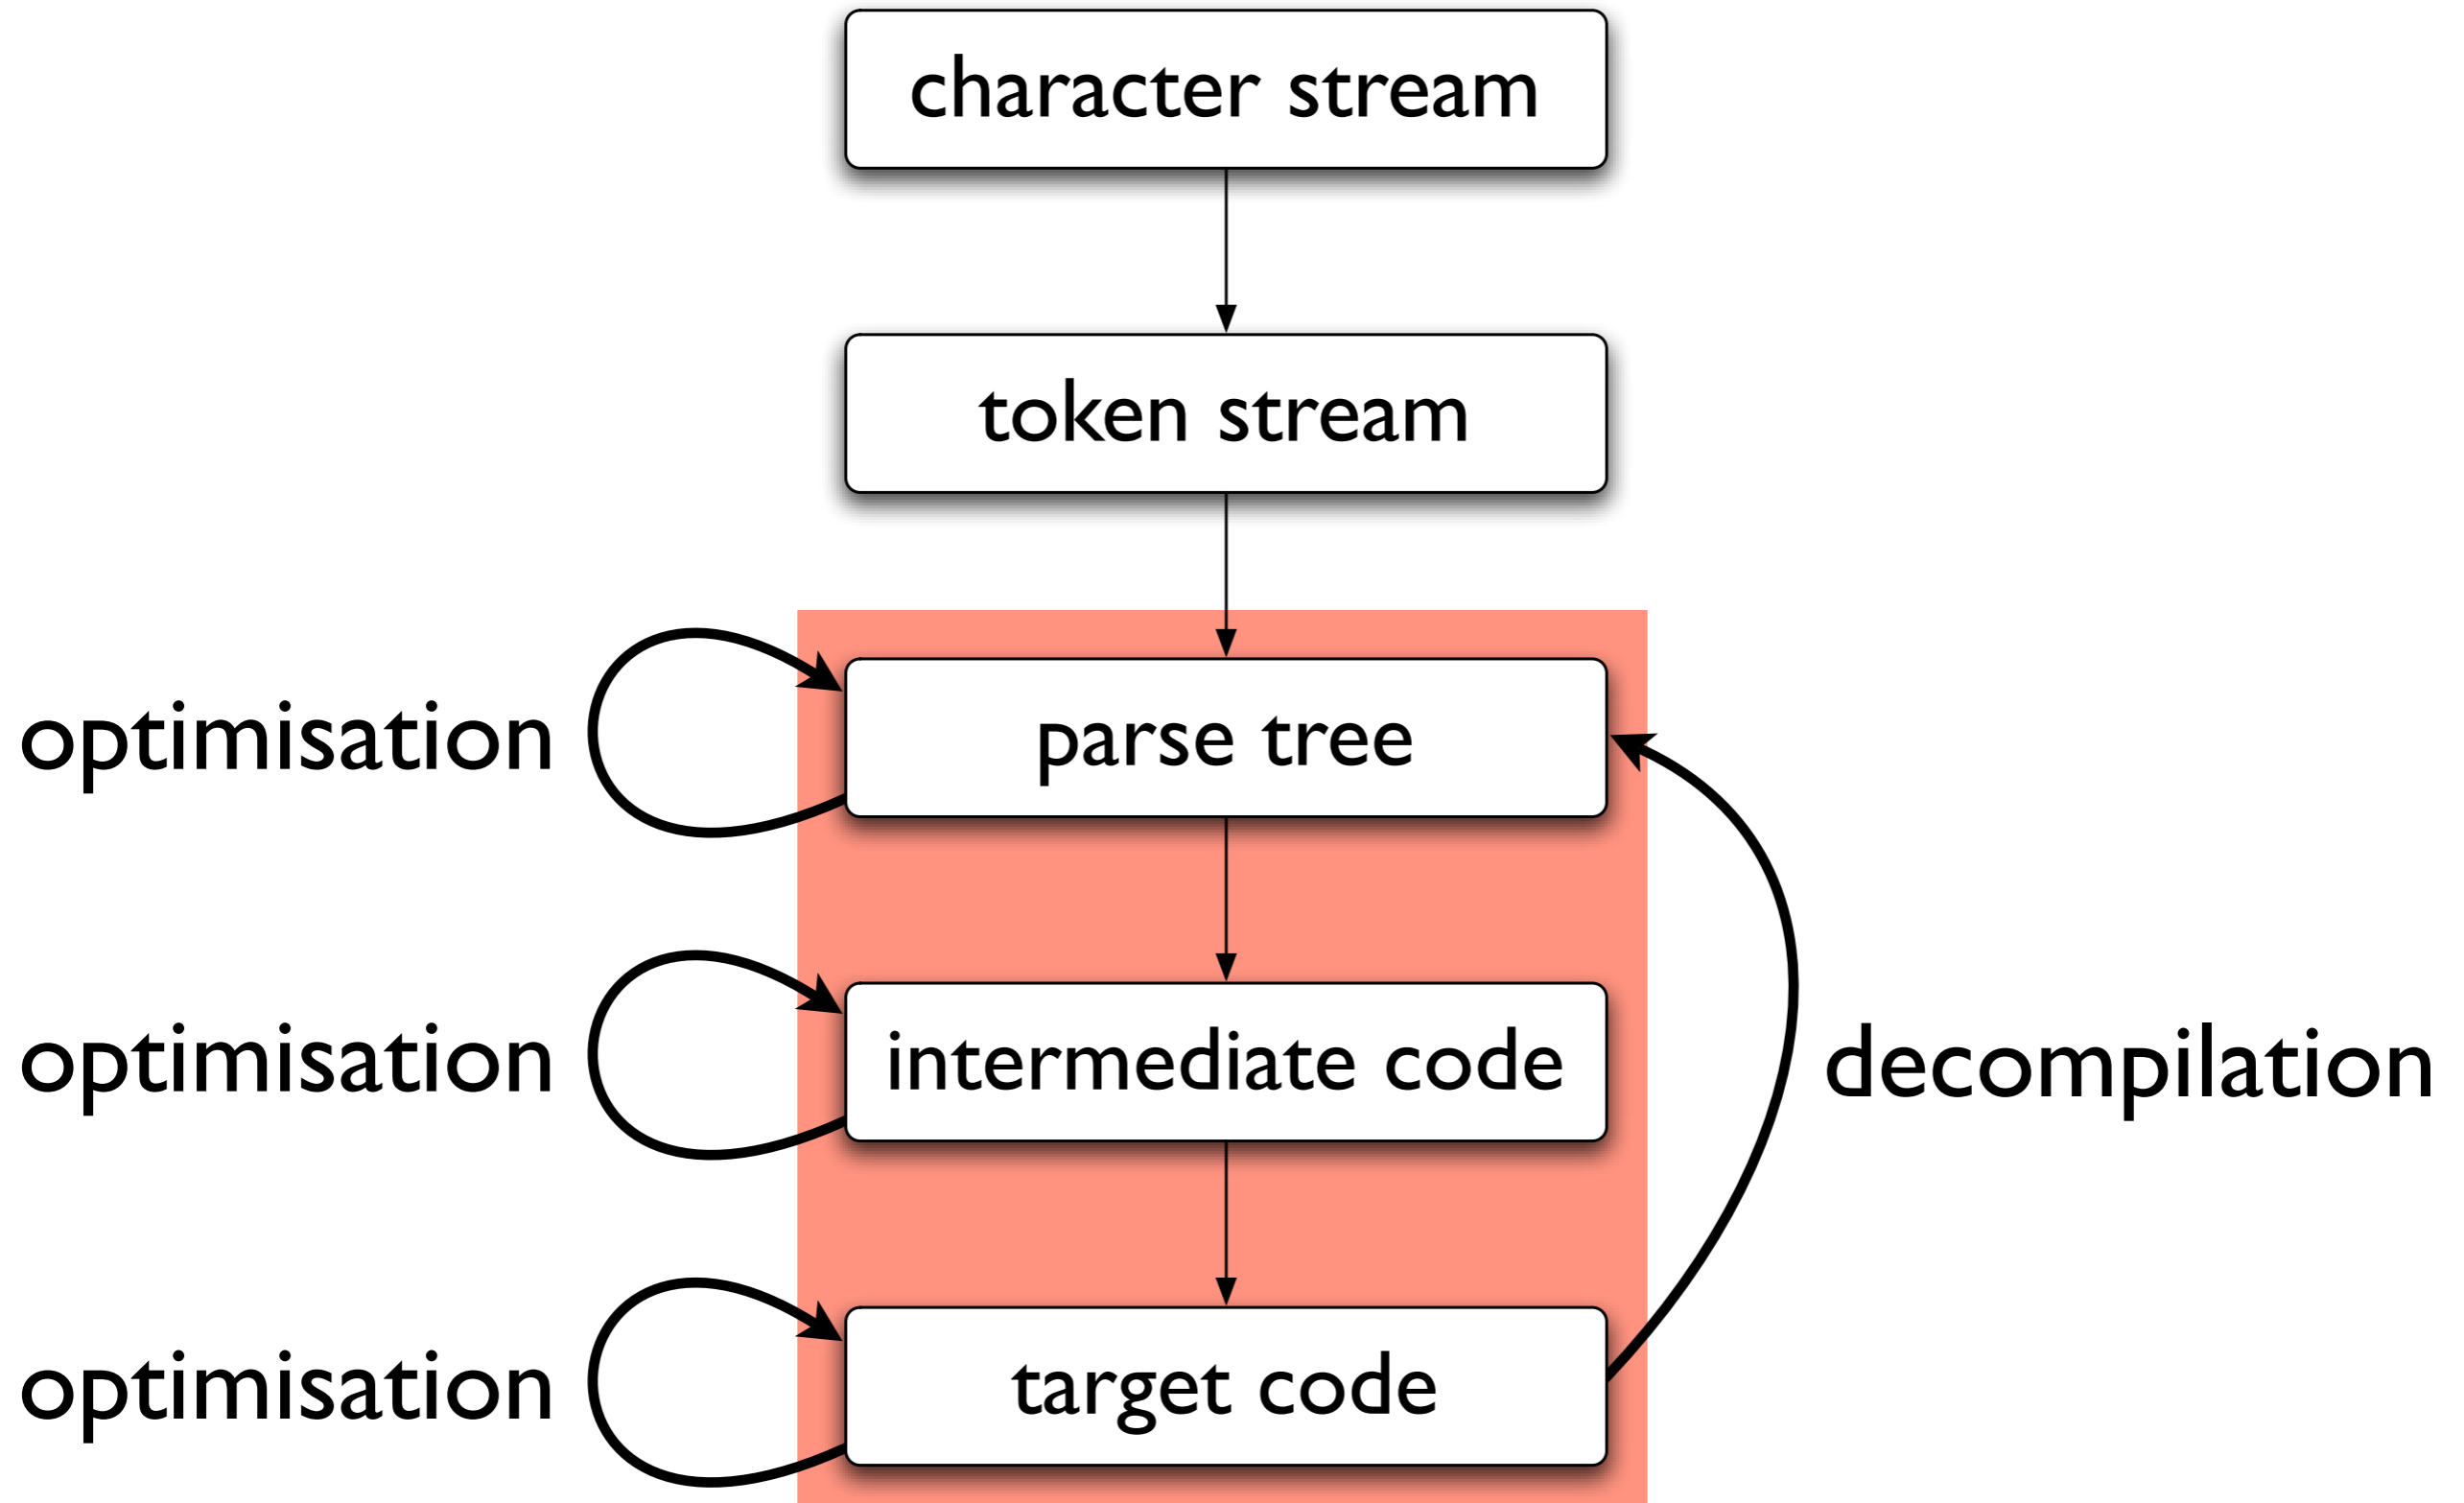 character stream
token stream
optimisation
parse tree
optimisation
intermediate code
decompilation
optimisation
target code